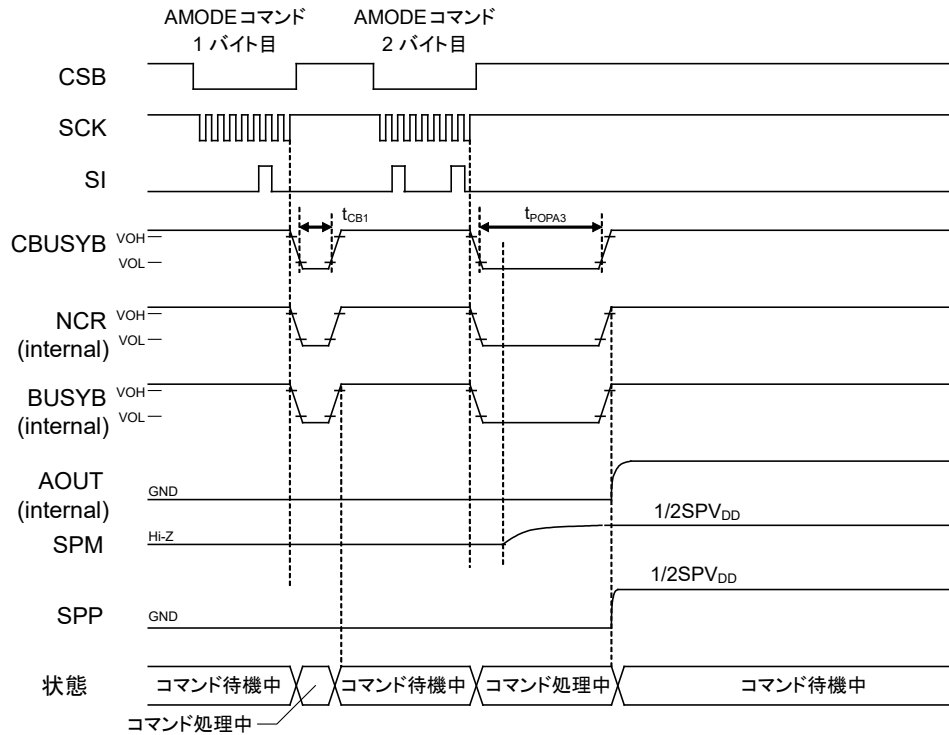 AMODEコマンド
1 バイト目
AMODEコマンド
2 バイト目
CSB
SCK
SI
tCB1
tPOPA3
CBUSYB
VOH
VOL
NCR
(internal)
VOH
VOL
BUSYB
(internal)
VOH
VOL
AOUT
(internal)
GND
SPM
Hi-Z
1/2SPVDD
SPP
GND
1/2SPVDD
状態
コマンド待機中
コマンド待機中
コマンド処理中
コマンド待機中
コマンド処理中